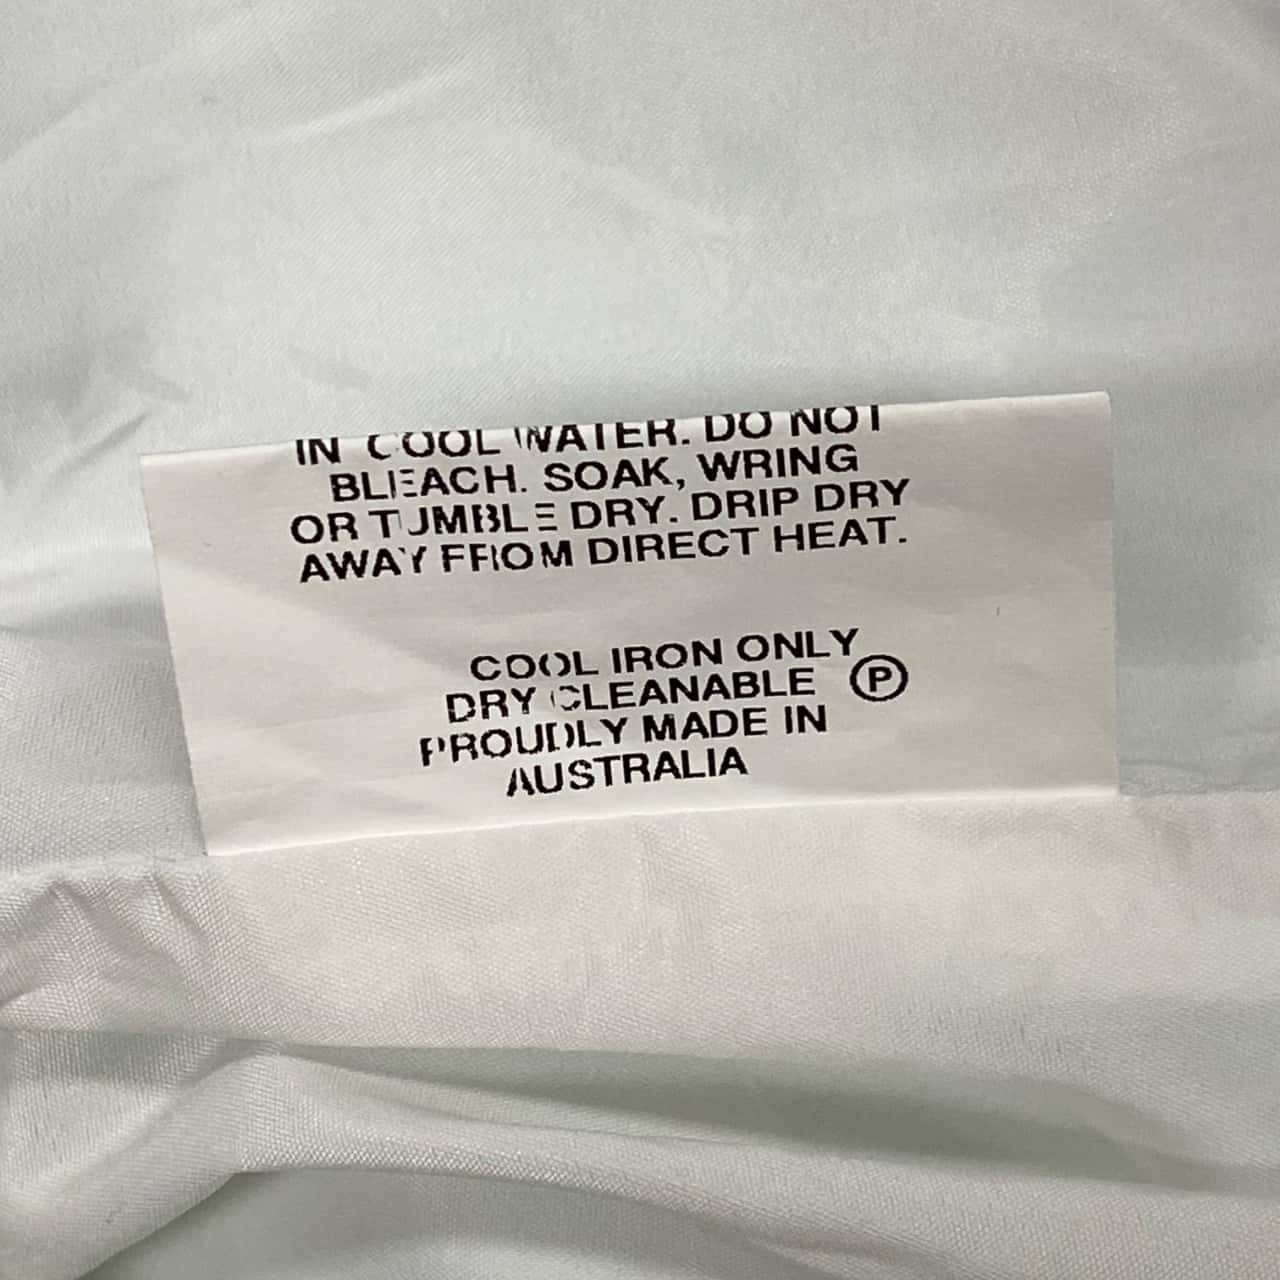 IN COOL WATER. DO NOT
BLEACH. SOAK, WRING
OR TUMBLE DRY. DRIP DRY
AWAY FROM DIRECT HEAT.
COOL IRON ONLY
DRY CLEANABLE Ⓟ
PROUDLY MADE IN
AUSTRALIA